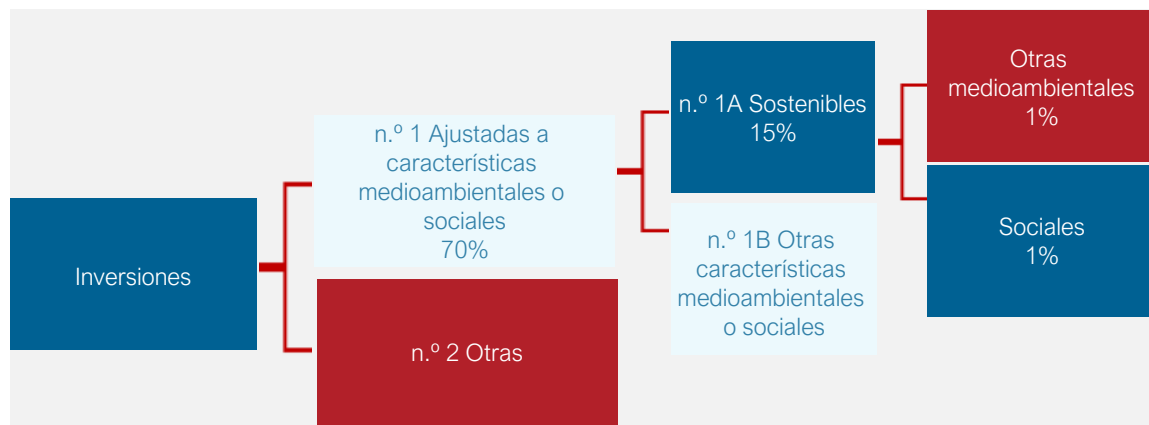 Inversiones
n.º 1 Ajustadas a
características
medioambientales o
sociales
70%
n.º 2 Otras
n.º 1A Sostenibles
15%
n.º 1B Otras
características
medioambientales
o sociales
Otras
medioambientales
1%
Sociales
1%